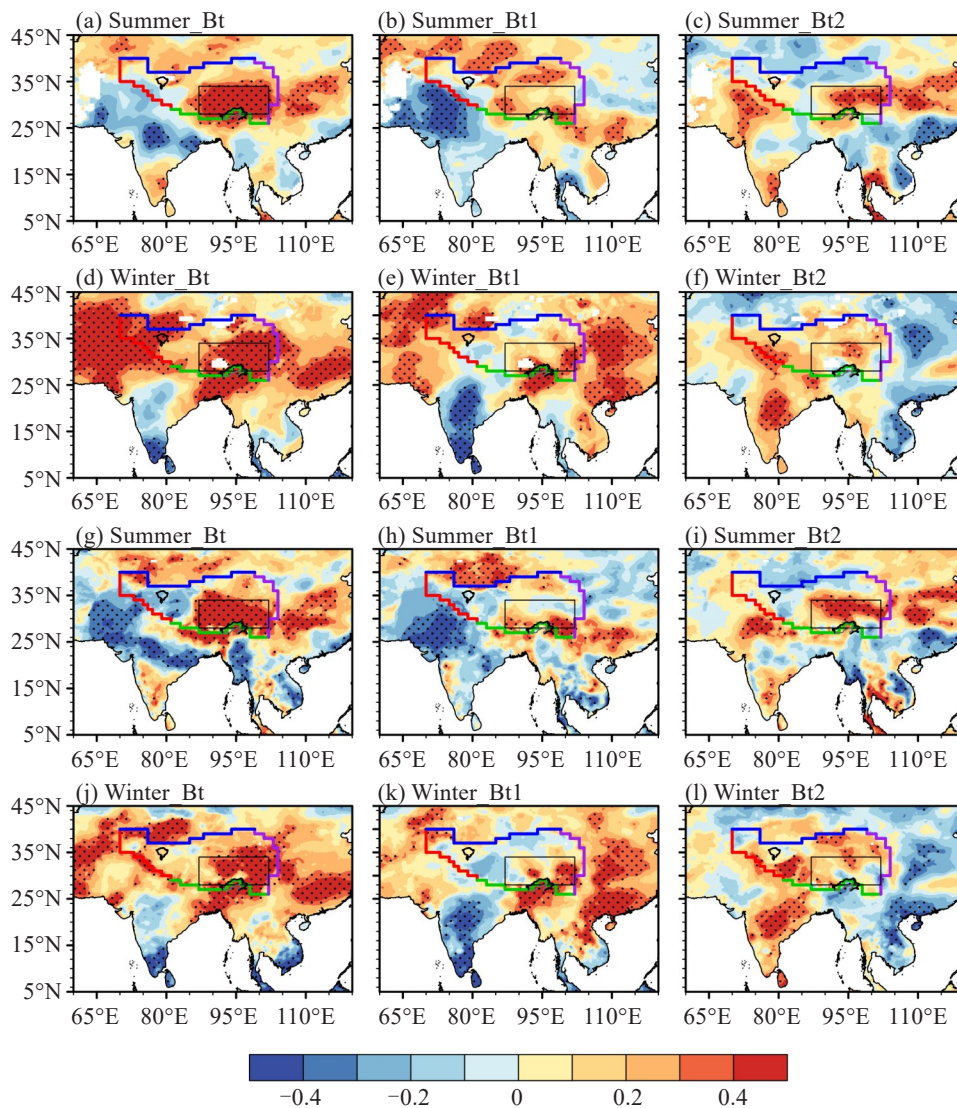 (a) Summer_Bt (b) Summer_Bt1 (c) Summer_Bt2
45°N
35°N
25°N
15°N
5°N
65°E 80°E 95°E 110°E 65°E 80°E 95°E 110°E 65°E 80°E 95°E 110°E
(d) Winter_Bt (e) Winter_Bt1 (f) Winter_Bt2
45°N
35°N
25°N
15°N
5°N
65°E 80°E 95°E 110°E 65°E 80°E 95°E 110°E 65°E 80°E 95°E 110°E
(g) Summer_Bt (h) Summer_Bt1 (i) Summer_Bt2
45°N
35°N
25°N
15°N
5°N
65°E 80°E 95°E 110°E 65°E 80°E 95°E 110°E 65°E 80°E 95°E 110°E
(j) Winter_Bt (k) Winter_Bt1 (l) Winter_Bt2
45°N
35°N
25°N
15°N
5°N
65°E 80°E 95°E 110°E 65°E 80°E 95°E 110°E 65°E 80°E 95°E 110°E
−0.4 −0.2 0 0.2 0.4